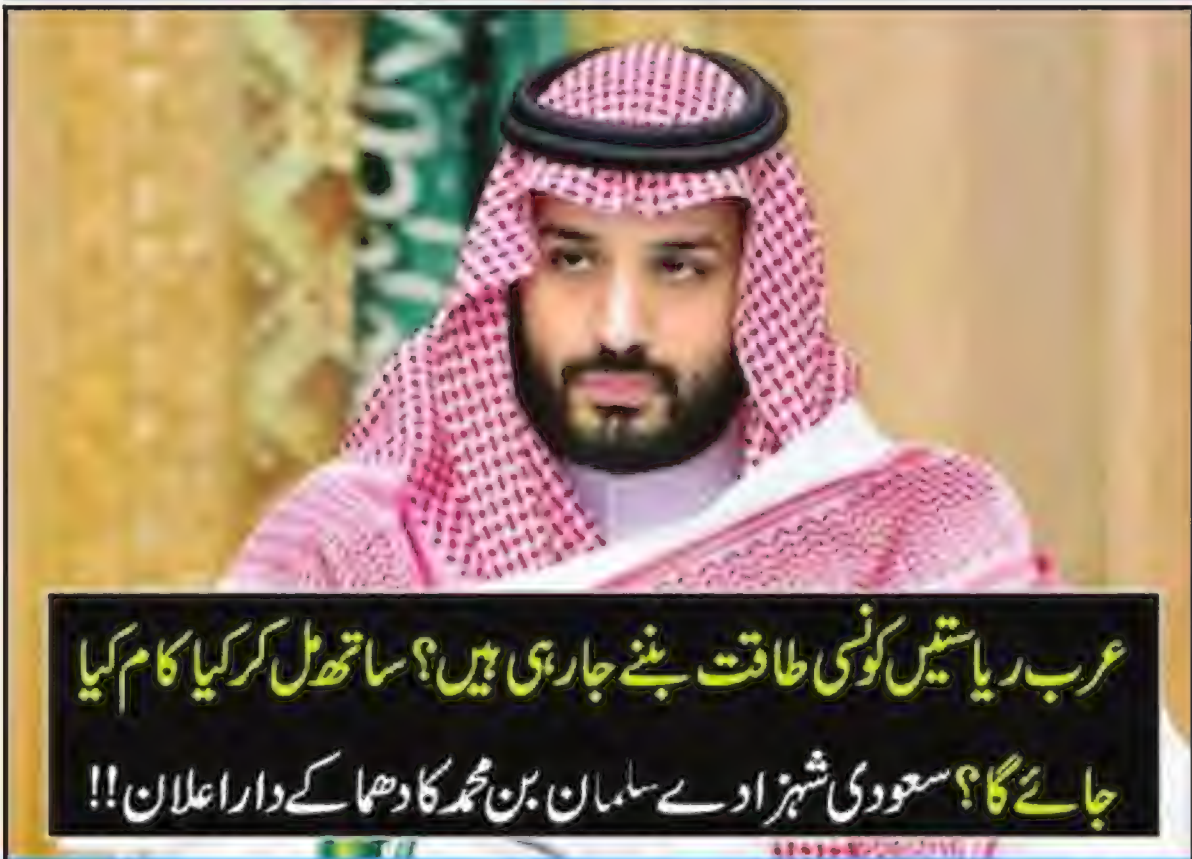 عرب ریاستیں کونسی طاقت بننے جارہی ہیں؟ ساتھ مل کر کیا کام کیا
جائے گا؟ سعودی شہزادے سلمان بن محمد کا دھماکے دار اعلان!!